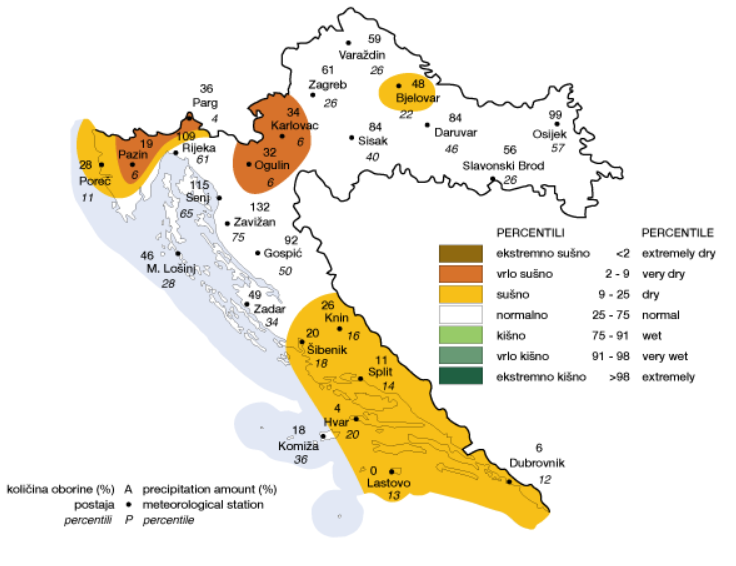 59
Varaždin
26
61
Zagreb
26
48
Bjelovar
22
36
Parg
4
34
Karlovac
6
84
Daruvar
46
99
Osijek
57
84
Sisak
40
56
Slavonski Brod
26
19
Pazin
6
109
Rijeka
61
32
Ogulin
6
28
Poreč
11
115
Senj
65
132
Zavižan
75
92
Gospić
50
46
M. Lošinj
28
49
Zadar
34
26
Knin
16
20
Šibenik
18
11
Split
14
4
Hvar
20
18
Komiža
36
0
Lastovo
13
6
Dubrovnik
12
PERCENTILI PERCENTILE
ekstremno sušno <2 extremely dry
vrlo sušno 2 - 9 very dry
sušno 9 - 25 dry
normalno 25 - 75 normal
kišno 75 - 91 wet
vrlo kišno 91 - 98 very wet
ekstremno kišno >98 extremely
količina oborine (%) A precipitation amount (%)
postaja meteorological station
percentili P percentile